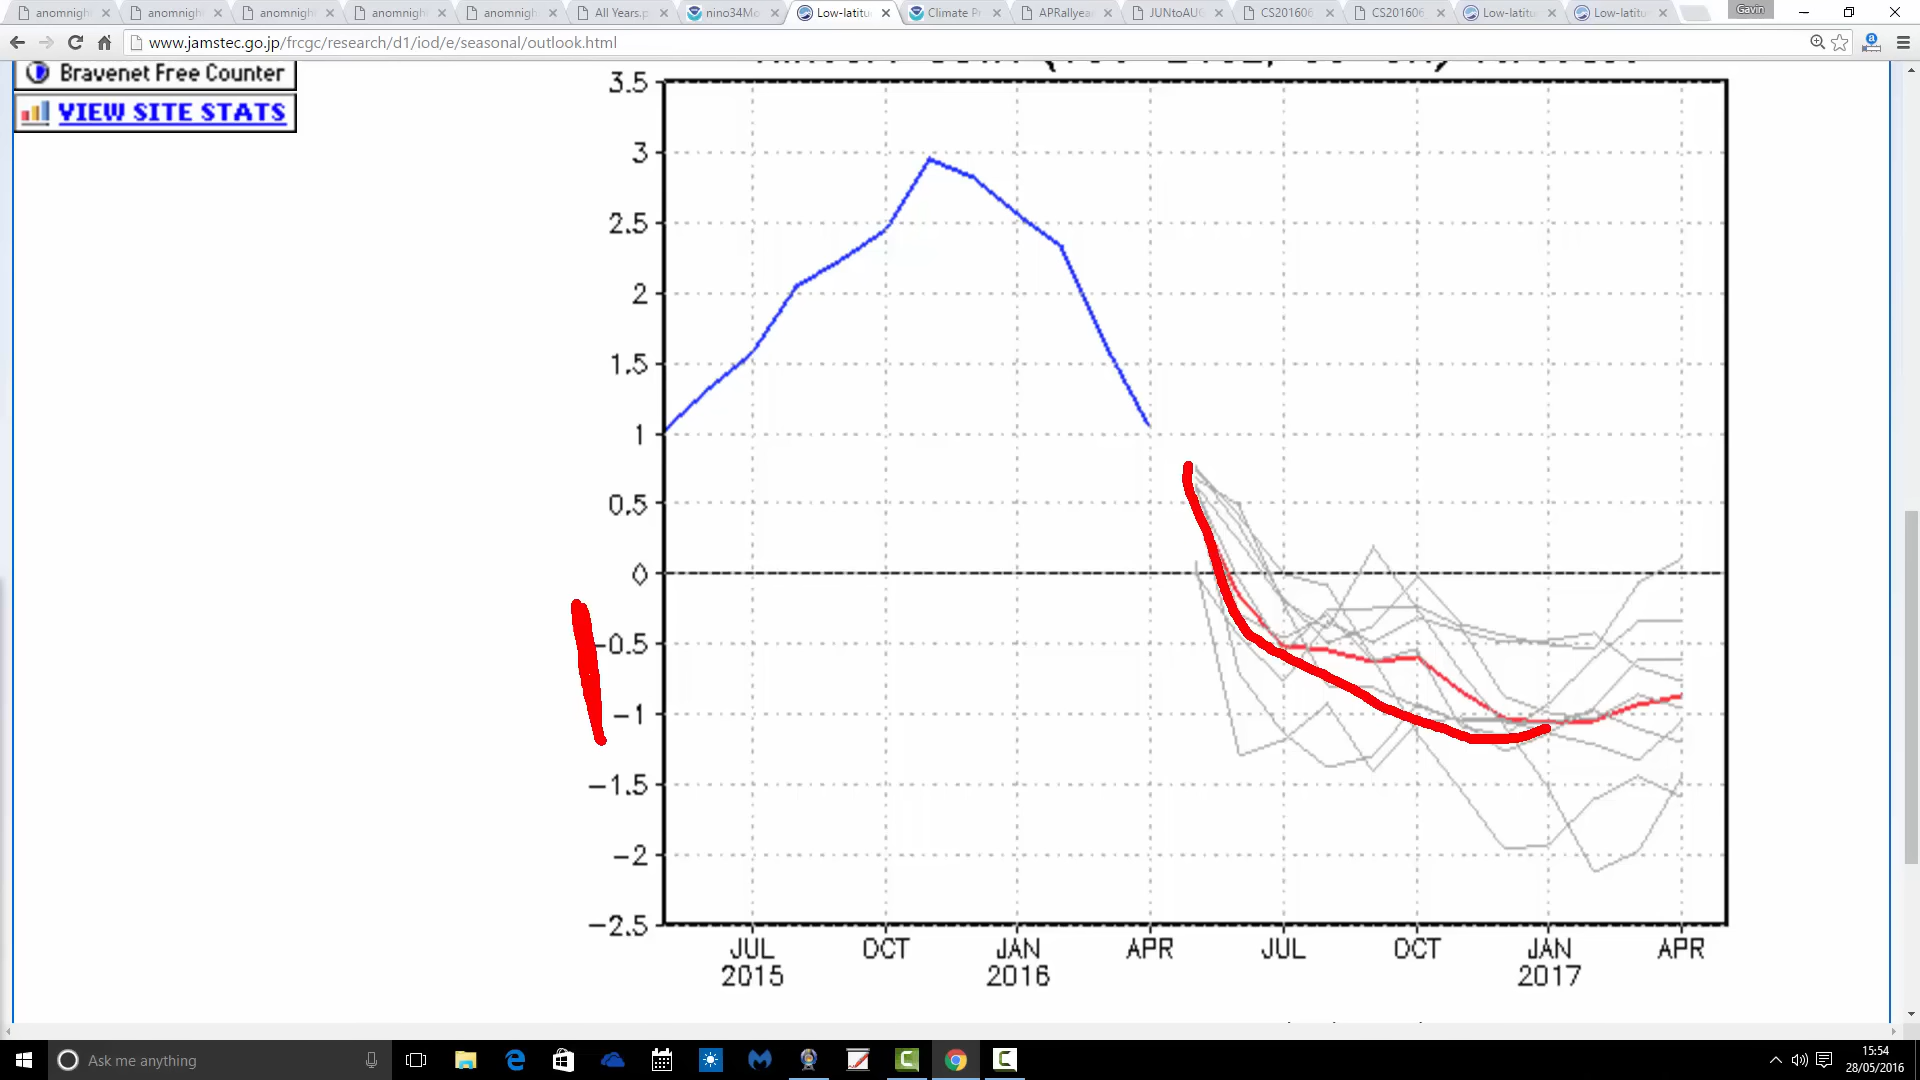 anomnigh
anomnigh
anomnigh
anomnigh
anomnigh
All Years.p
nino34Mo
Low-latitu
Climate P
APRallyea
JUNtoAUG
CS201606
CS201606
Low-latitu
Low-latitu
Gavin
www.jamstec.go.jp/frcgc/research/d1/iod/e/seasonal/outlook.html
Bravenet Free Counter
VIEW SITE STATS
3.5
3
2.5
2
1.5
1
0.5
0
-0.5
-1
-1.5
-2
-2.5
JUL OCT JAN APR JUL OCT JAN APR
2015 2016 2017
Ask me anything
15:54
28/05/2016